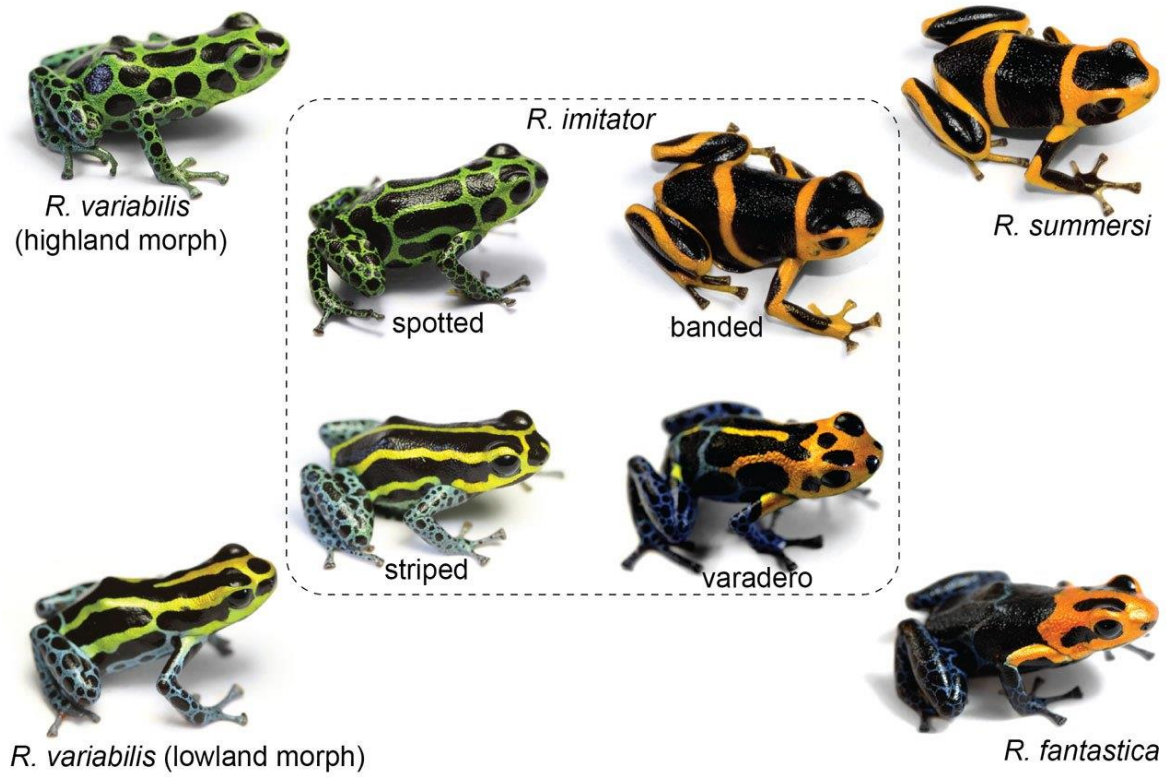 R. imitator
R. variabilis
(highland morph)
R. summersi
spotted
banded
striped
varadero
R. variabilis (lowland morph)
R. fantastica